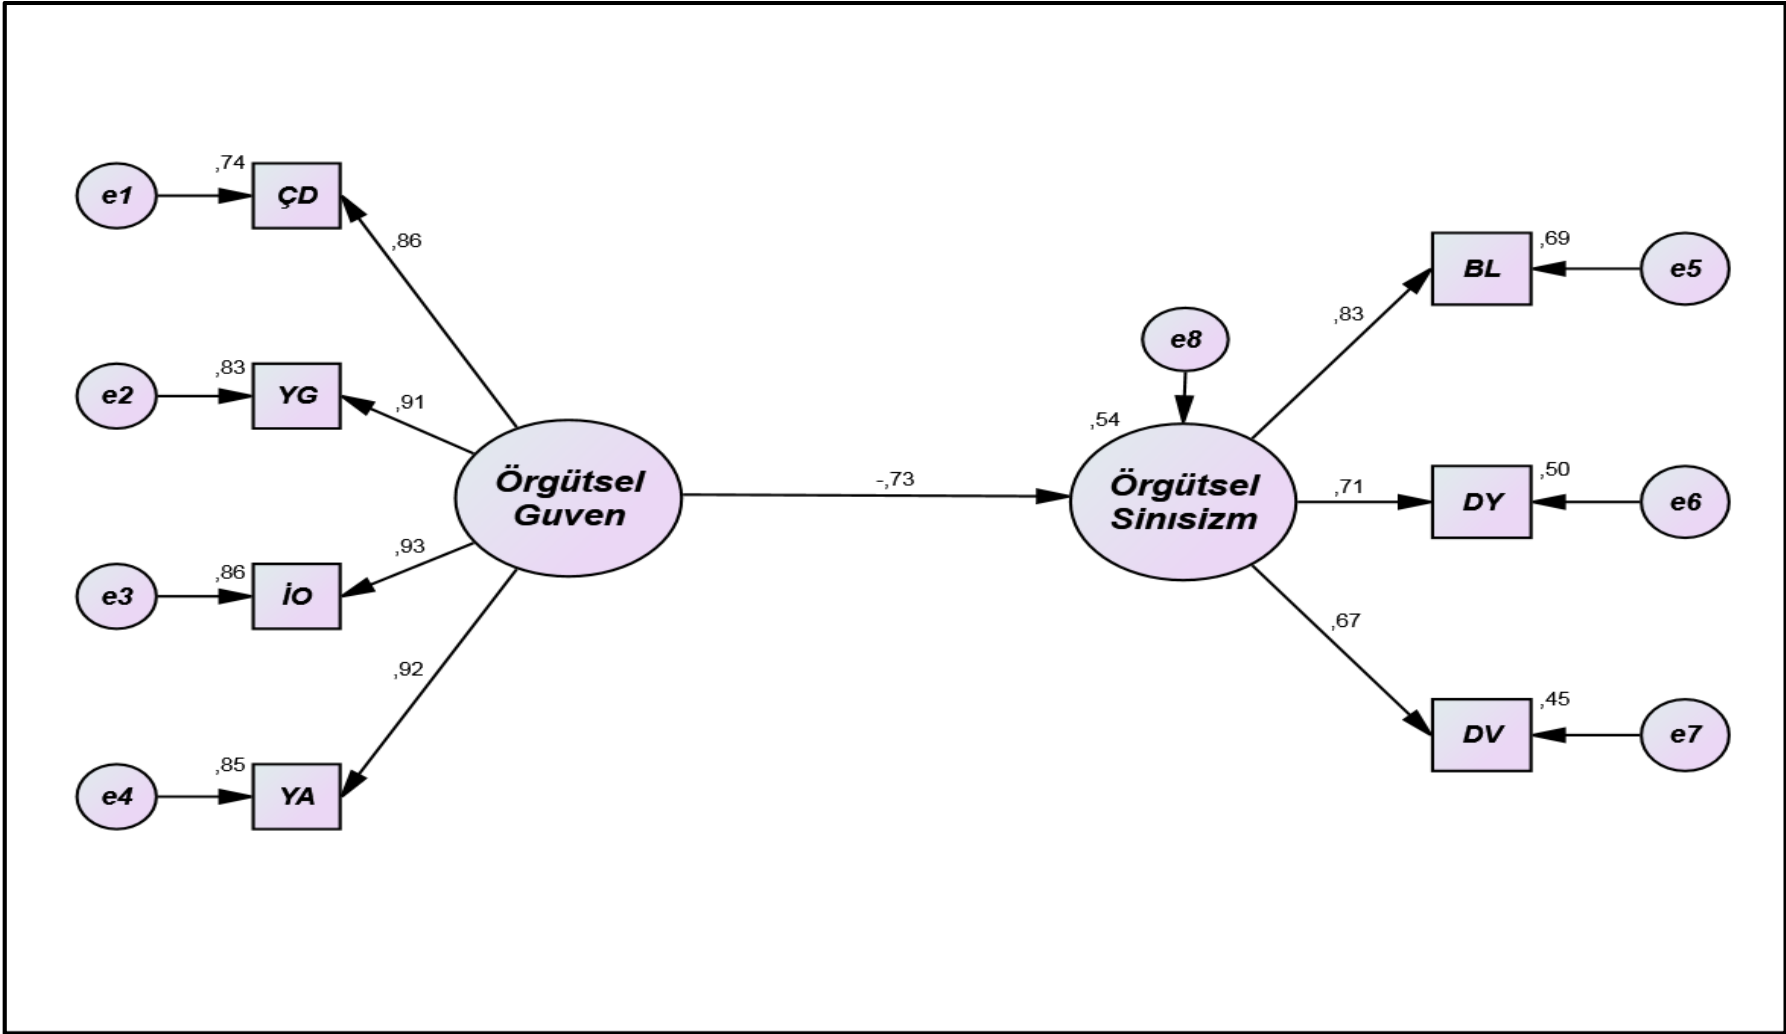 ,74
e1
ÇD
,86
,83
e2
YG
,91
,86
e3
İO
,93
,85
e4
YA
,92
Örgütsel
Guven
-,73
e8
,54
Örgütsel
Sinısizm
,83
BL
,69
e5
,71
DY
,50
e6
,67
DV
,45
e7